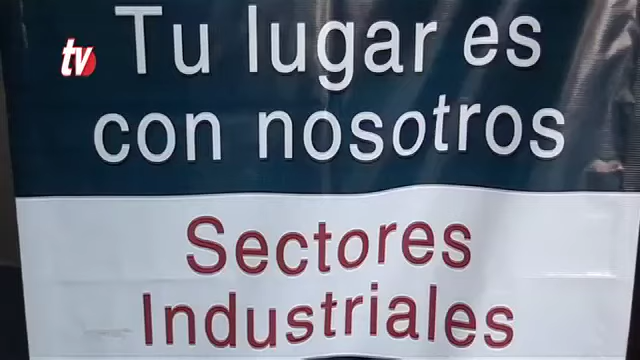 tv
Tu lugar es
con nosotros
Sectores
Industriales